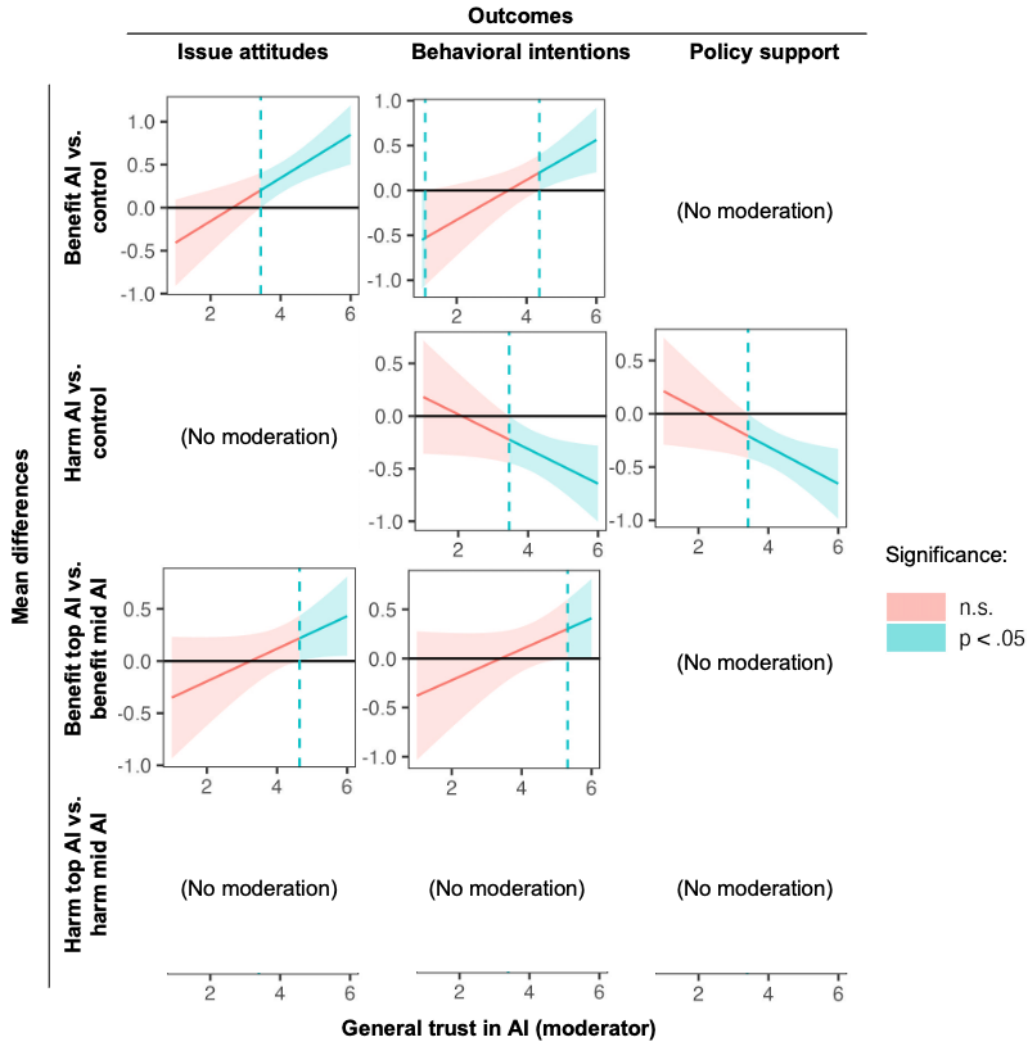 Outcomes
Issue attitudes
Behavioral intentions
Policy support
Mean differences
Benefit AI vs.
control
1.0
0.5
0.0
-0.5
-1.0
2
4
6
1.0
0.5
0.0
-0.5
-1.0
2
4
6
(No moderation)
Harm AI vs.
control
(No moderation)
0.5
0.0
-0.5
-1.0
2
4
6
0.5
0.0
-0.5
-1.0
2
4
6
Significance:
n.s.
p < .05
Benefit top AI vs.
benefit mid AI
0.5
0.0
-0.5
-1.0
2
4
6
0.5
0.0
-0.5
-1.0
2
4
6
(No moderation)
Harm top AI vs.
harm mid AI
(No moderation)
(No moderation)
(No moderation)
2
4
6
2
4
6
2
4
6
General trust in AI (moderator)